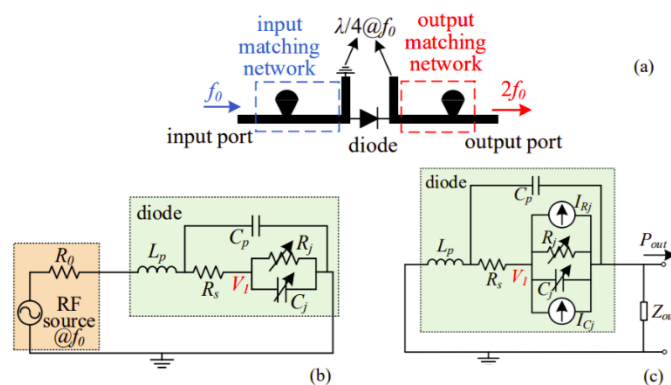 input
matching
network
λ/4@f0
output
matching
network
(a)
f0
2f0
input port
diode
output port
diode
Cp
R0
Lp
Rj
Rs
V1
Cj
RF
source
@f0
(b)
diode
Cp
IRj
Lp
Rj
Pout
Rs
V1
Cj
ICj
(c)